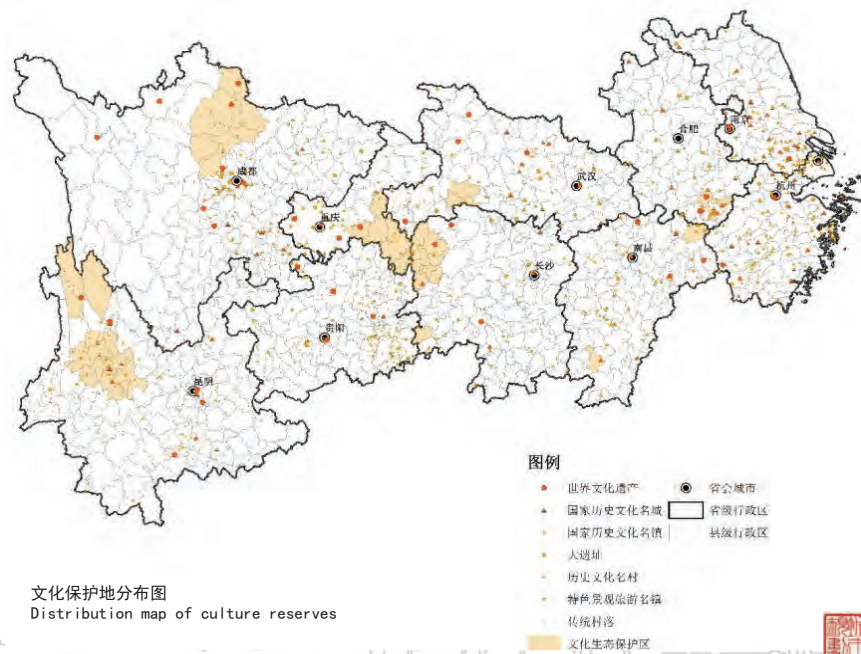 成都
重庆
武汉
合肥
南京
杭州
南昌
长沙
贵阳
昆明
图例
世界文化遗产
省会城市
国家历史文化名城
省级行政区
国家历史文化名镇
县级行政区
大遗址
历史文化名村
特色景观旅游名镇
传统村落
文化生态保护区
文化保护地分布图
Distribution map of culture reserves